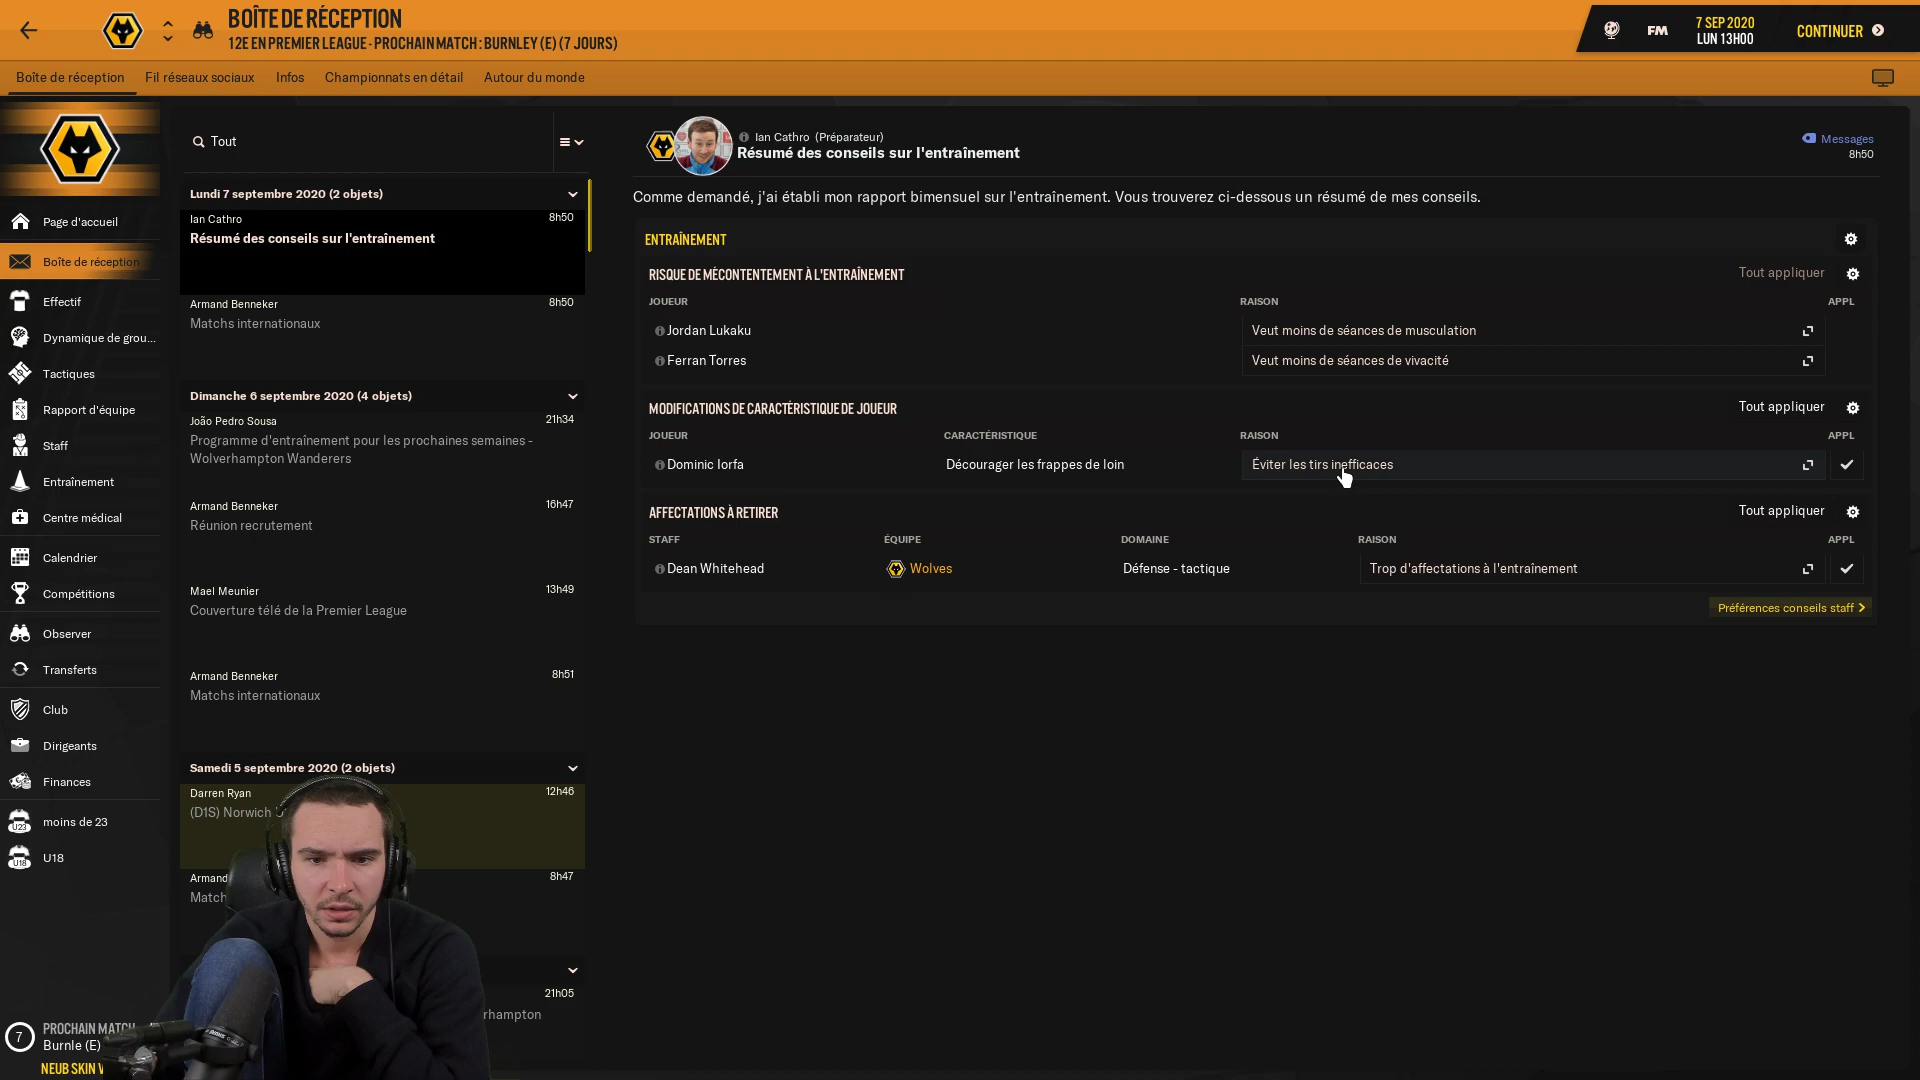 BOÎTE DE RÉCEPTION
12E EN PREMIER LEAGUE - PROCHAIN MATCH : BURNLEY (E) (7 JOURS)
FM
7 SEP 2020
LUN 13H00
CONTINUER
Boîte de réception
Fil réseaux sociaux
Infos
Championnats en détail
Autour du monde
Page d'accueil
Boîte de réception
Effectif
Dynamique de grou...
Tactiques
Rapport d'équipe
Staff
Entraînement
Centre médical
Calendrier
Compétitions
Observer
Transferts
Club
Dirigeants
Finances
U23
moins de 23
U18
U18
7
PROCHAIN MATCH
Burnle (E)
NEUB SKIN
Tout
Lundi 7 septembre 2020 (2 objets)
Ian Cathro
8h50
Résumé des conseils sur l'entraînement
Armand Benneker
8h50
Matchs internationaux
Dimanche 6 septembre 2020 (4 objets)
João Pedro Sousa
21h34
Programme d'entraînement pour les prochaines semaines -
Wolverhampton Wanderers
Armand Benneker
16h47
Réunion recrutement
Mael Meunier
13h49
Couverture télé de la Premier League
Armand Benneker
8h51
Matchs internationaux
Samedi 5 septembre 2020 (2 objets)
Darren Ryan
12h46
(D1S) Norwich
Armand
8h47
Match
21h05
rhampton
Ian Cathro (Préparateur)
Résumé des conseils sur l'entraînement
Messages
8h50
Comme demandé, j'ai établi mon rapport bimensuel sur l'entraînement. Vous trouverez ci-dessous un résumé de mes conseils.
ENTRAÎNEMENT
RISQUE DE MÉCONTENTEMENT À L'ENTRAÎNEMENT
Tout appliquer
JOUEUR
RAISON
APPL
Jordan Lukaku
Veut moins de séances de musculation
Ferran Torres
Veut moins de séances de vivacité
MODIFICATIONS DE CARACTÉRISTIQUE DE JOUEUR
Tout appliquer
JOUEUR
CARACTÉRISTIQUE
RAISON
APPL
Dominic Iorfa
Décourager les frappes de loin
Éviter les tirs inefficaces
AFFECTATIONS À RETIRER
Tout appliquer
STAFF
ÉQUIPE
DOMAINE
RAISON
APPL
Dean Whitehead
Wolves
Défense - tactique
Trop d'affectations à l'entraînement
Préférences conseils staff